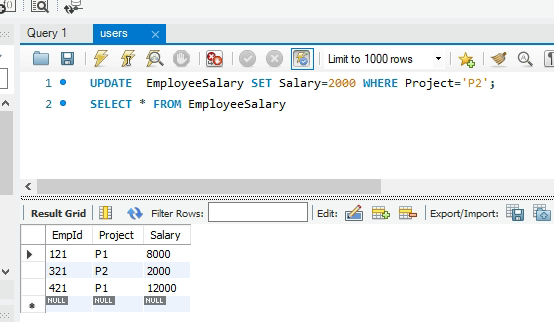 Query 1 users
Limit to 1000 rows
1 UPDATE EmployeeSalary SET Salary=2000 WHERE Project='P2';
2 SELECT * FROM EmployeeSalary
Result Grid Filter Rows: Edit: Export/Import:
EmpId Project Salary
121 P1 8000
321 P2 2000
421 P1 12000
NULL NULL NULL